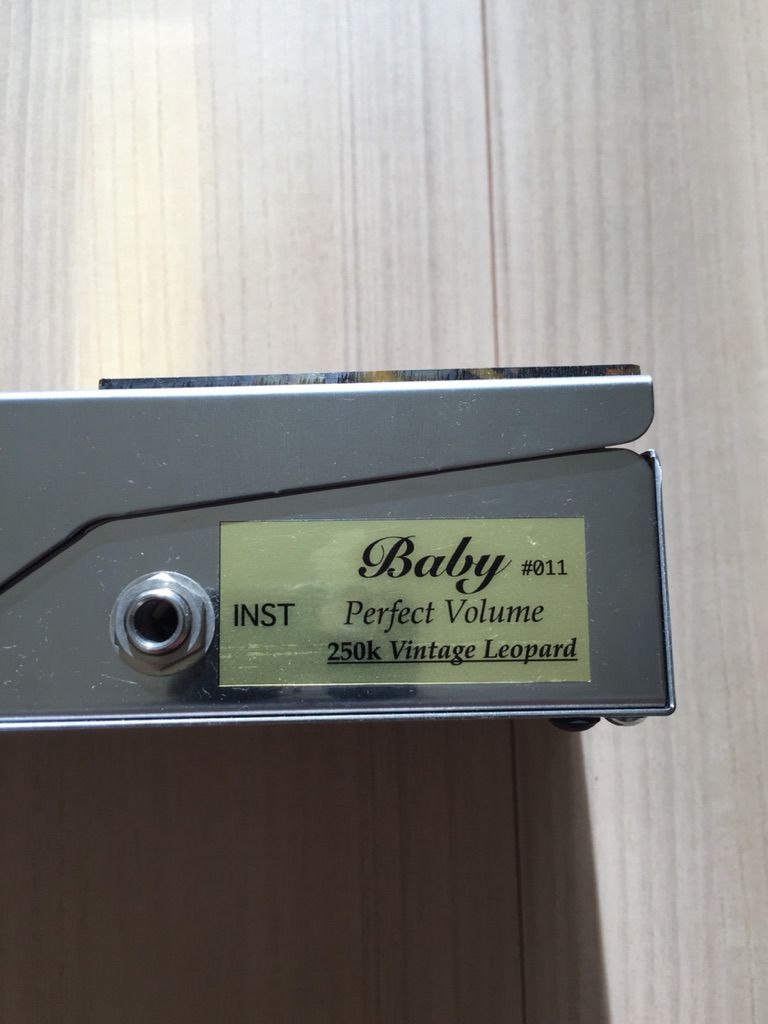 Baby #011
INST Perfect Volume
250k Vintage Leopard